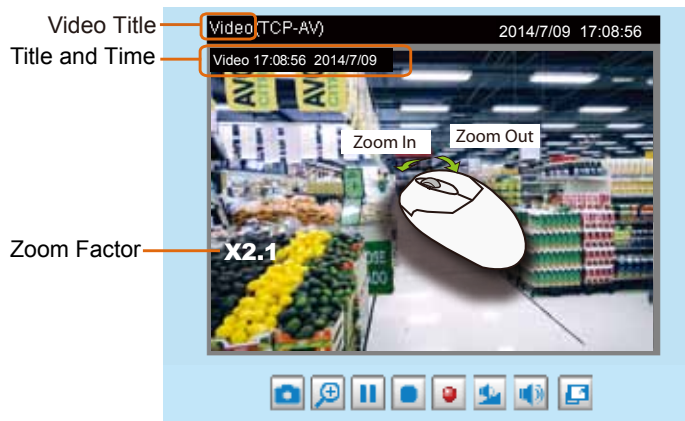 Video Title
Video(TCP-AV)
2014/7/09 17:08:56
Title and Time
Video 17:08:56 2014/7/09
Zoom In
Zoom Out
Zoom Factor
X2.1